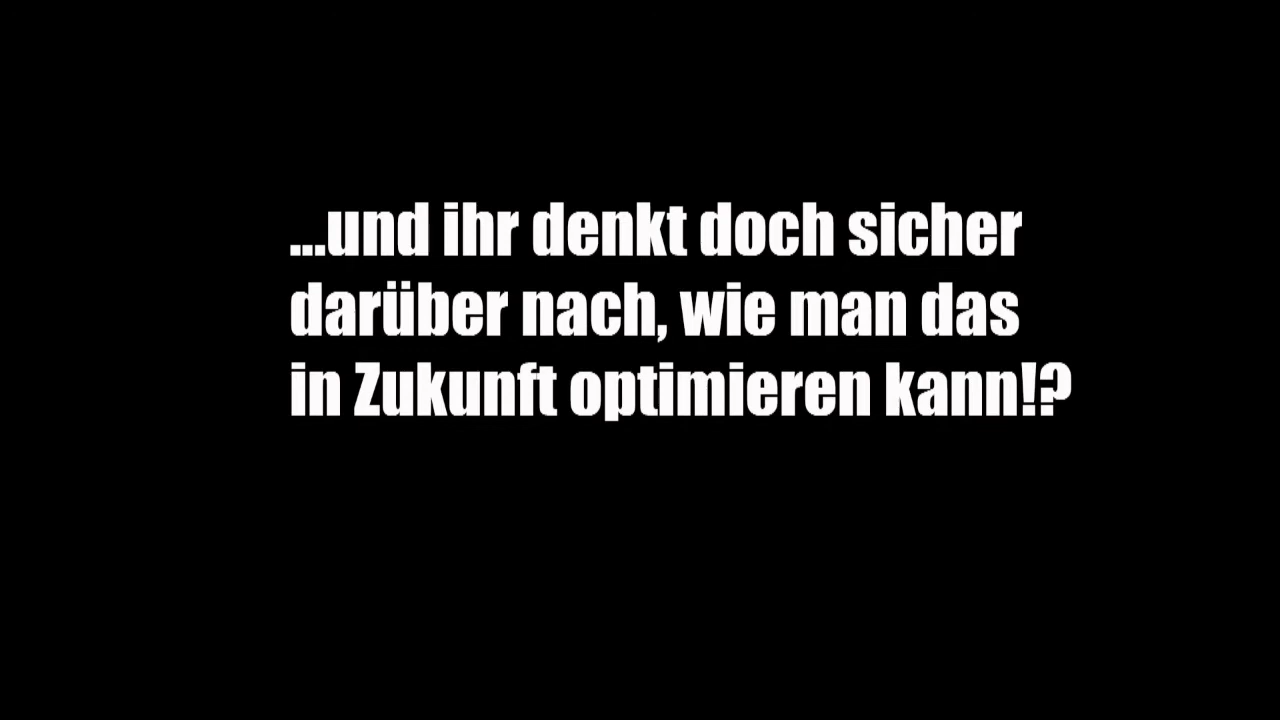 ...und ihr denkt doch sicher
darüber nach, wie man das
in Zukunft optimieren kann!?